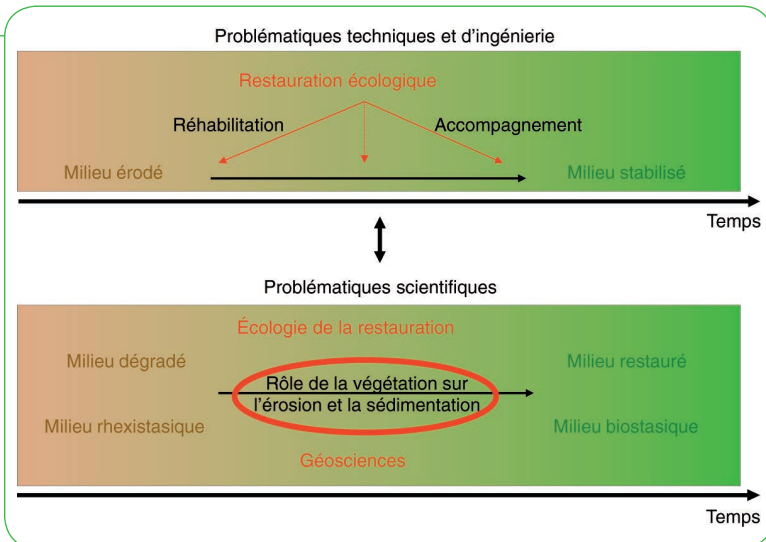 Problématiques techniques et d'ingénierie
Restauration écologique
Réhabilitation
Accompagnement
Milieu érodé
Milieu stabilisé
Temps
Problématiques scientifiques
Écologie de la restauration
Milieu dégradé
Milieu restauré
Rôle de la végétation sur
l'érosion et la sédimentation
Milieu rhexistasique
Milieu biostasique
Géosciences
Temps